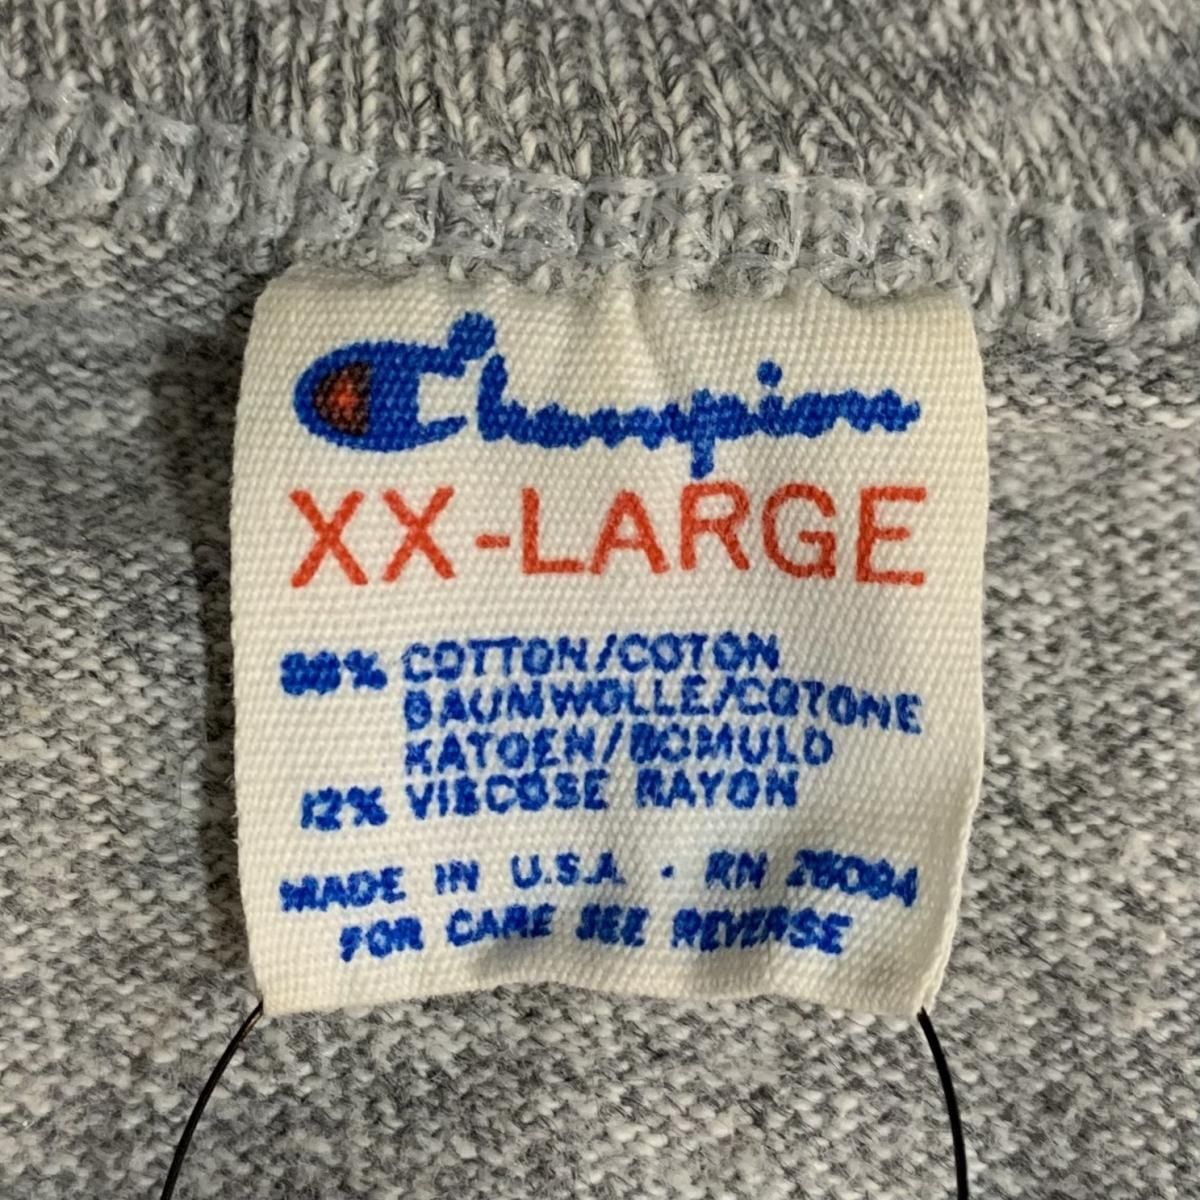 Champion
XX-LARGE
88% COTTON/COTON
BAUMWOLLE/COTONE
KATOEN/BOMULD
12% VISCOSE RAYON
MADE IN U.S.A. · RN 26094
FOR CARE SEE REVERSE